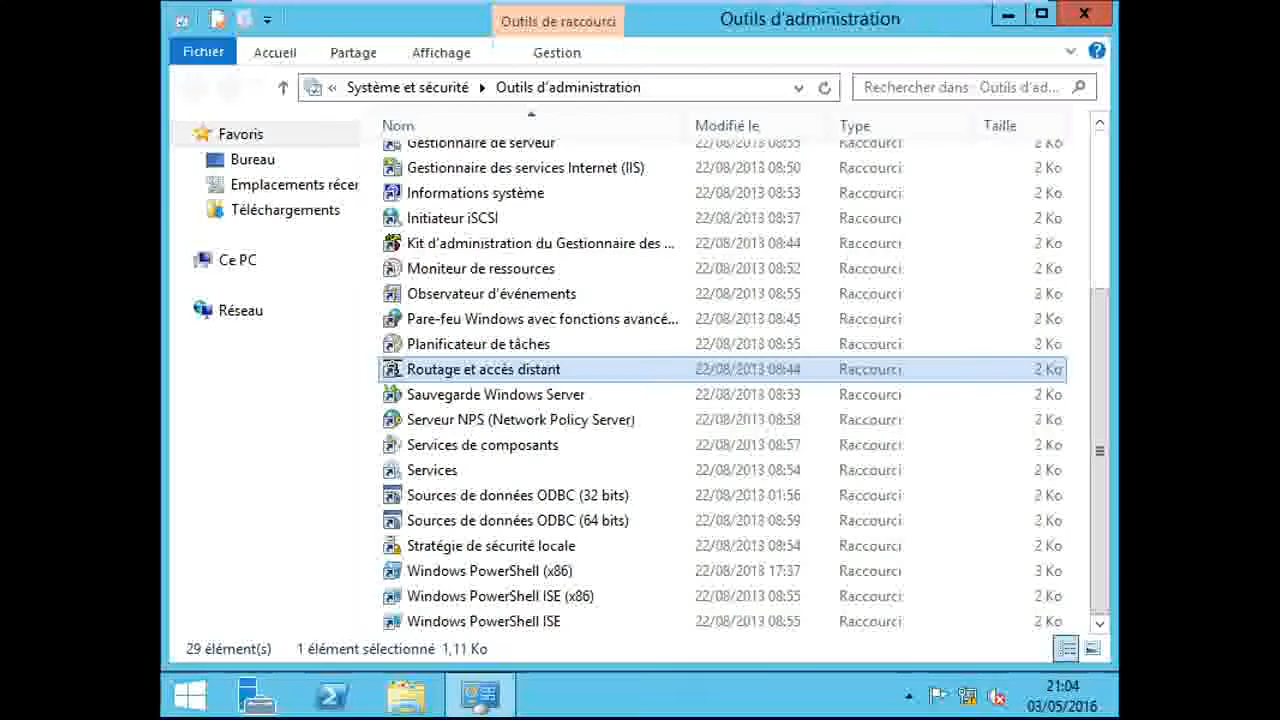 Outils de raccourci
Outils d'administration
Fichier Accueil Partage Affichage Gestion
« Système et sécurité Outils d'administration
Rechercher dans : Outils d'ad...
Nom Modifié le Type Taille
Favoris
Bureau
Emplacements récer
Téléchargements
Ce PC
Réseau
Gestionnaire de serveur 22/08/2013 08:55 Raccourci 2 Ko
Gestionnaire des services Internet (IIS) 22/08/2013 08:50 Raccourci 2 Ko
Informations système 22/08/2013 08:53 Raccourci 2 Ko
Initiateur iSCSI 22/08/2013 08:57 Raccourci 2 Ko
Kit d'administration du Gestionnaire des ... 22/08/2013 08:44 Raccourci 2 Ko
Moniteur de ressources 22/08/2013 08:52 Raccourci 2 Ko
Observateur d'événements 22/08/2013 08:55 Raccourci 2 Ko
Pare-feu Windows avec fonctions avancé... 22/08/2013 08:45 Raccourci 2 Ko
Planificateur de tâches 22/08/2013 08:55 Raccourci 2 Ko
Routage et accès distant 22/08/2013 08:44 Raccourci 2 Ko
Sauvegarde Windows Server 22/08/2013 08:53 Raccourci 2 Ko
Serveur NPS (Network Policy Server) 22/08/2013 08:58 Raccourci 2 Ko
Services de composants 22/08/2013 08:57 Raccourci 2 Ko
Services 22/08/2013 08:54 Raccourci 2 Ko
Sources de données ODBC (32 bits) 22/08/2013 01:56 Raccourci 2 Ko
Sources de données ODBC (64 bits) 22/08/2013 08:59 Raccourci 2 Ko
Stratégie de sécurité locale 22/08/2013 08:54 Raccourci 2 Ko
Windows PowerShell (x86) 22/08/2013 17:37 Raccourci 3 Ko
Windows PowerShell ISE (x86) 22/08/2013 08:55 Raccourci 2 Ko
Windows PowerShell ISE 22/08/2013 08:55 Raccourci 2 Ko
29 élément(s) 1 élément sélectionné 1,11 Ko
21:04
03/05/2016